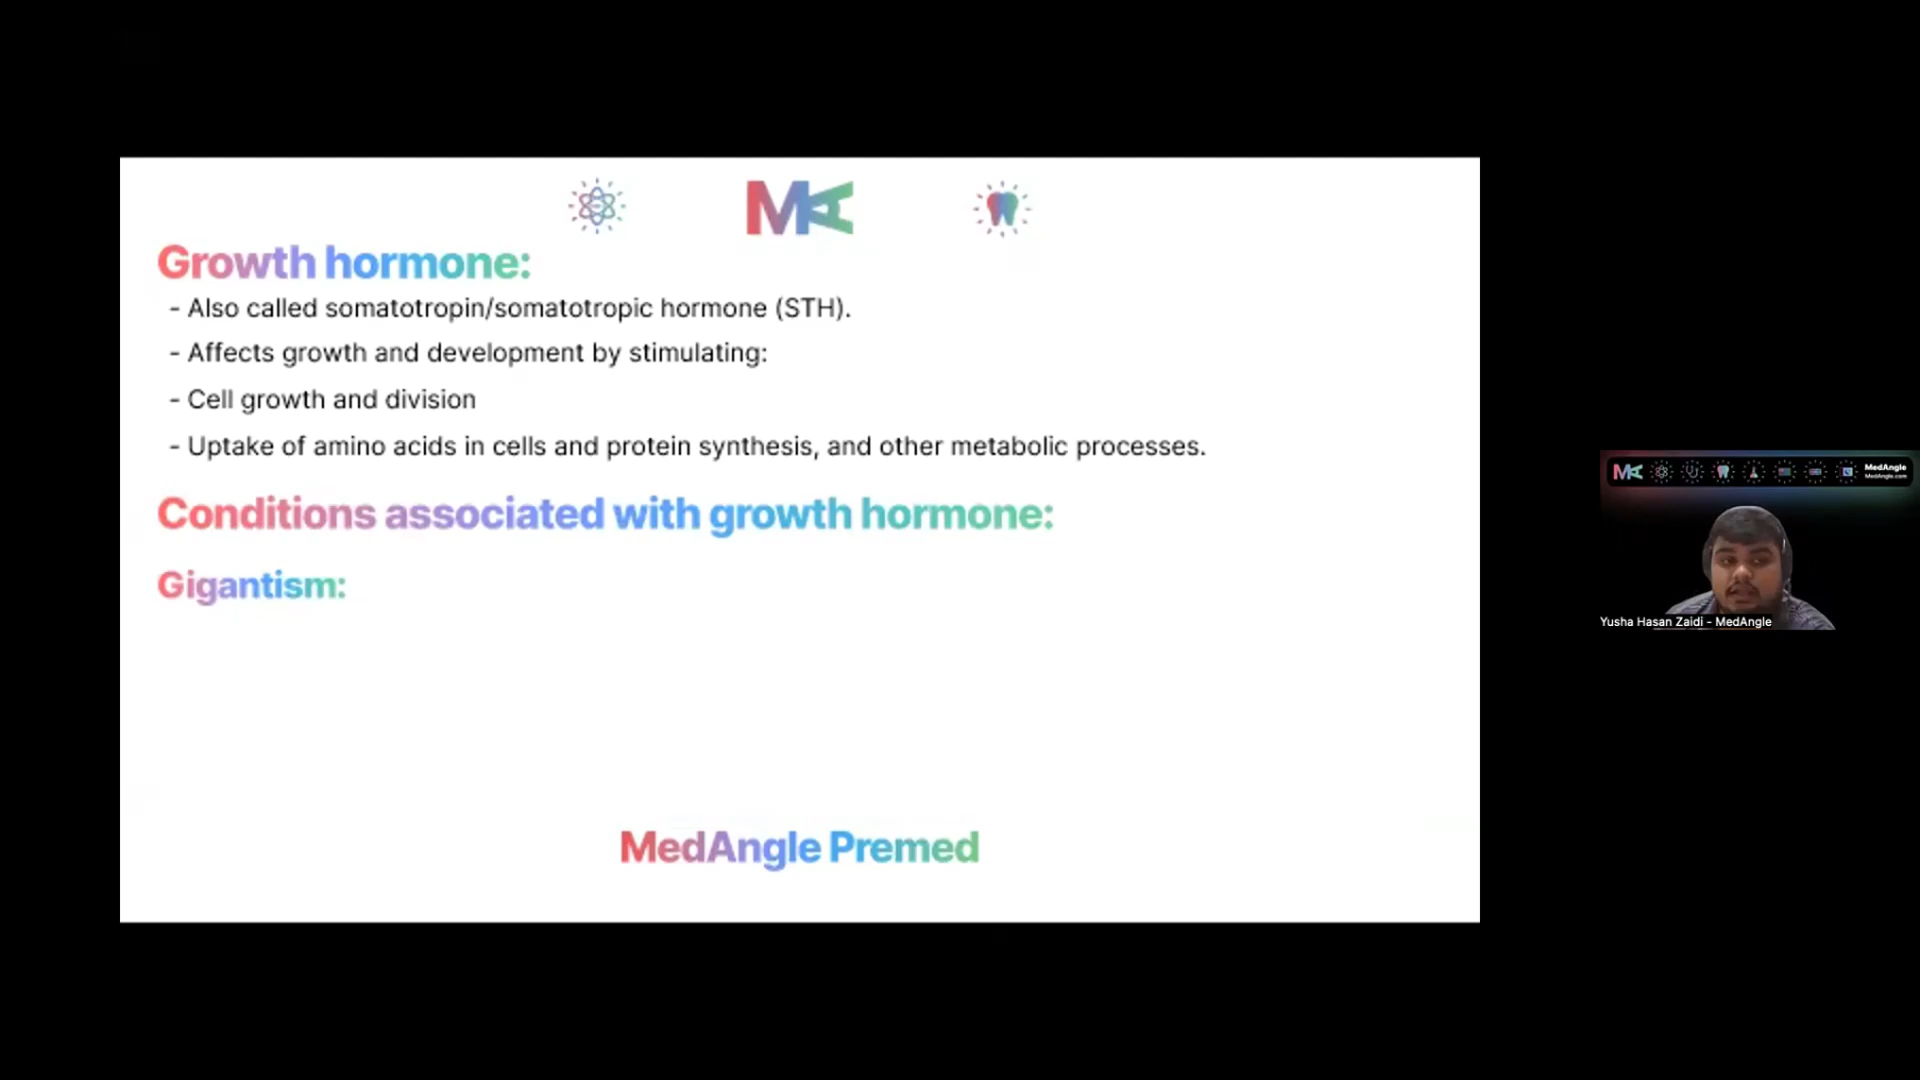 MA
Growth hormone:
- Also called somatotropin/somatotropic hormone (STH).
- Affects growth and development by stimulating:
- Cell growth and division
- Uptake of amino acids in cells and protein synthesis, and other metabolic processes.
Conditions associated with growth hormone:
Gigantism:
MedAngle Premed
MA
MedAngle
MedAngle.com
Yusha Hasan Zaidi - MedAngle